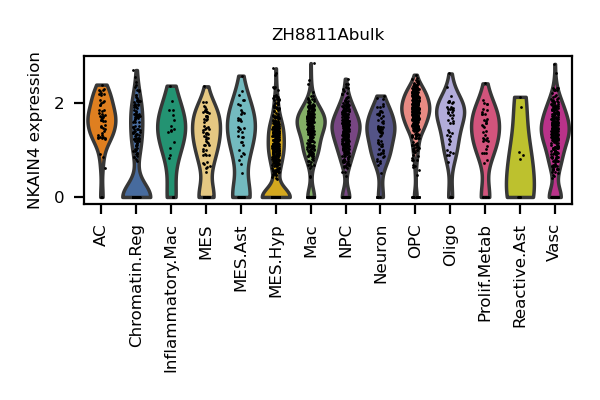 ZH8811Abulk
NKAIN4 expression
2
0
AC
Chromatin.Reg
Inflammatory.Mac
MES
MES.Ast
MES.Hyp
Mac
NPC
Neuron
OPC
Oligo
Prolif.Metab
Reactive.Ast
Vasc